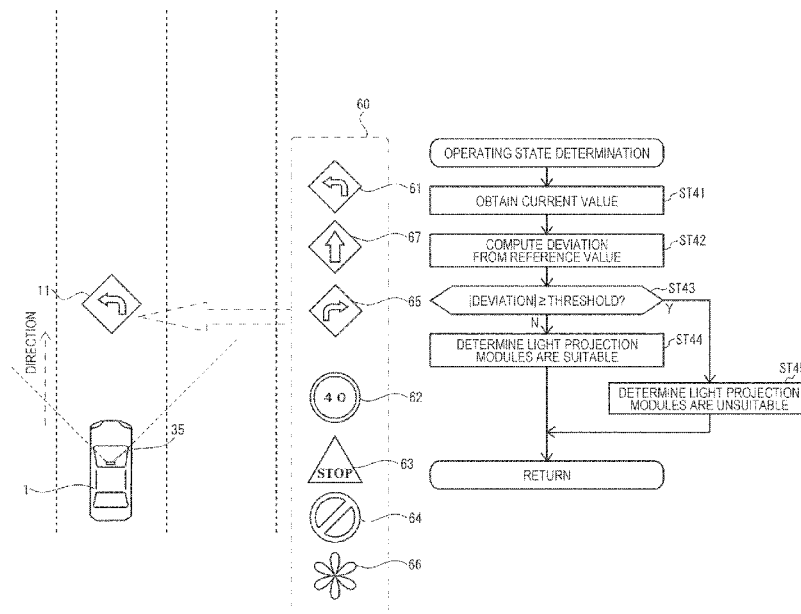 60
61
67
65
11
DIRECTION
35
1
40
62
STOP
63
64
66
OPERATING STATE DETERMINATION
OBTAIN CURRENT VALUE
ST41
COMPUTE DEVIATION
FROM REFERENCE VALUE
ST42
|DEVIATION| ≥ THRESHOLD?
ST43
Y
N
DETERMINE LIGHT PROJECTION
MODULES ARE SUITABLE
ST44
ST45
DETERMINE LIGHT PROJECTION
MODULES ARE UNSUITABLE
RETURN